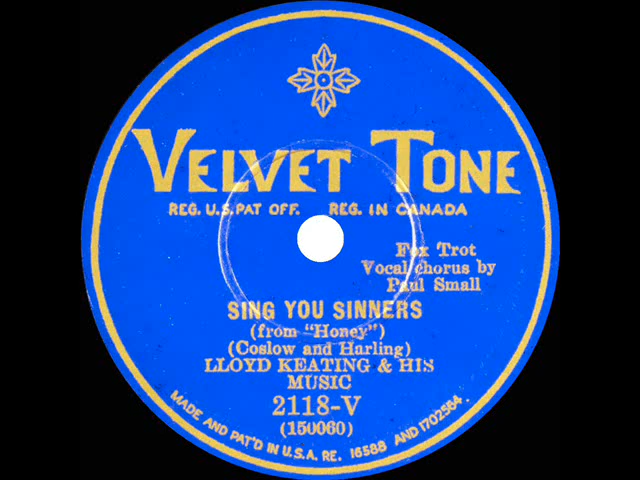 VELVET TONE
REG. U.S. PAT OFF. REG. IN CANADA
Fox Trot
Vocal chorus by
Paul Small
SING YOU SINNERS
(from "Honey")
(Coslow and Harling)
LLOYD KEATING & HIS
MUSIC
2118-V
(150060)
MADE AND PAT'D IN U.S.A. RE. 16588 AND 1702564.